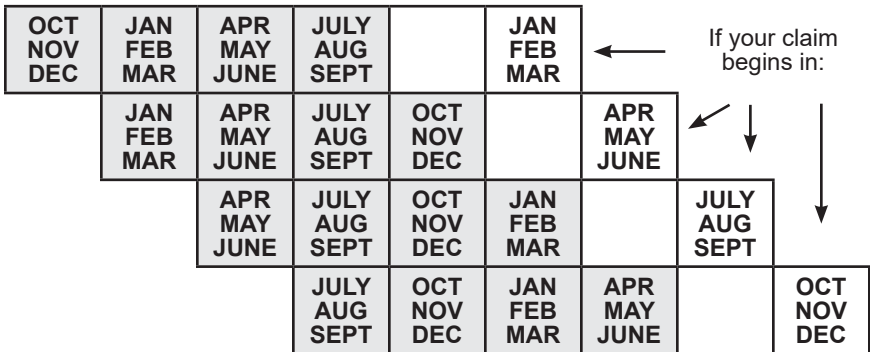 OCT JAN APR JULY JAN
NOV FEB MAY AUG FEB
DEC MAR JUNE SEPT MAR
If your claim
begins in:
JAN APR JULY OCT APR
FEB MAY AUG NOV MAY
MAR JUNE SEPT DEC JUNE
APR JULY OCT JAN JULY
MAY AUG NOV FEB AUG
JUNE SEPT DEC MAR SEPT
JULY OCT JAN APR OCT
AUG NOV FEB MAY NOV
SEPT DEC MAR JUNE DEC